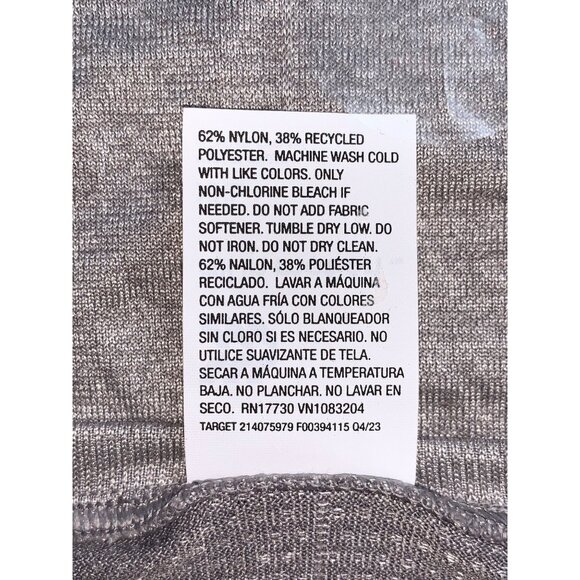 62% NYLON, 38% RECYCLED
POLYESTER. MACHINE WASH COLD
WITH LIKE COLORS. ONLY
NON-CHLORINE BLEACH IF
NEEDED. DO NOT ADD FABRIC
SOFTENER. TUMBLE DRY LOW. DO
NOT IRON. DO NOT DRY CLEAN.
62% NAILON, 38% POLIÉSTER
RECICLADO. LAVAR A MÁQUINA
CON AGUA FRÍA CON COLORES
SIMILARES. SÓLO BLANQUEADOR
SIN CLORO SI ES NECESARIO. NO
UTILICE SUAVIZANTE DE TELA.
SECAR A MÁQUINA A TEMPERATURA
BAJA. NO PLANCHAR. NO LAVAR EN
SECO. RN17730 VN1083204
TARGET 214075979 F00394115 Q4/23